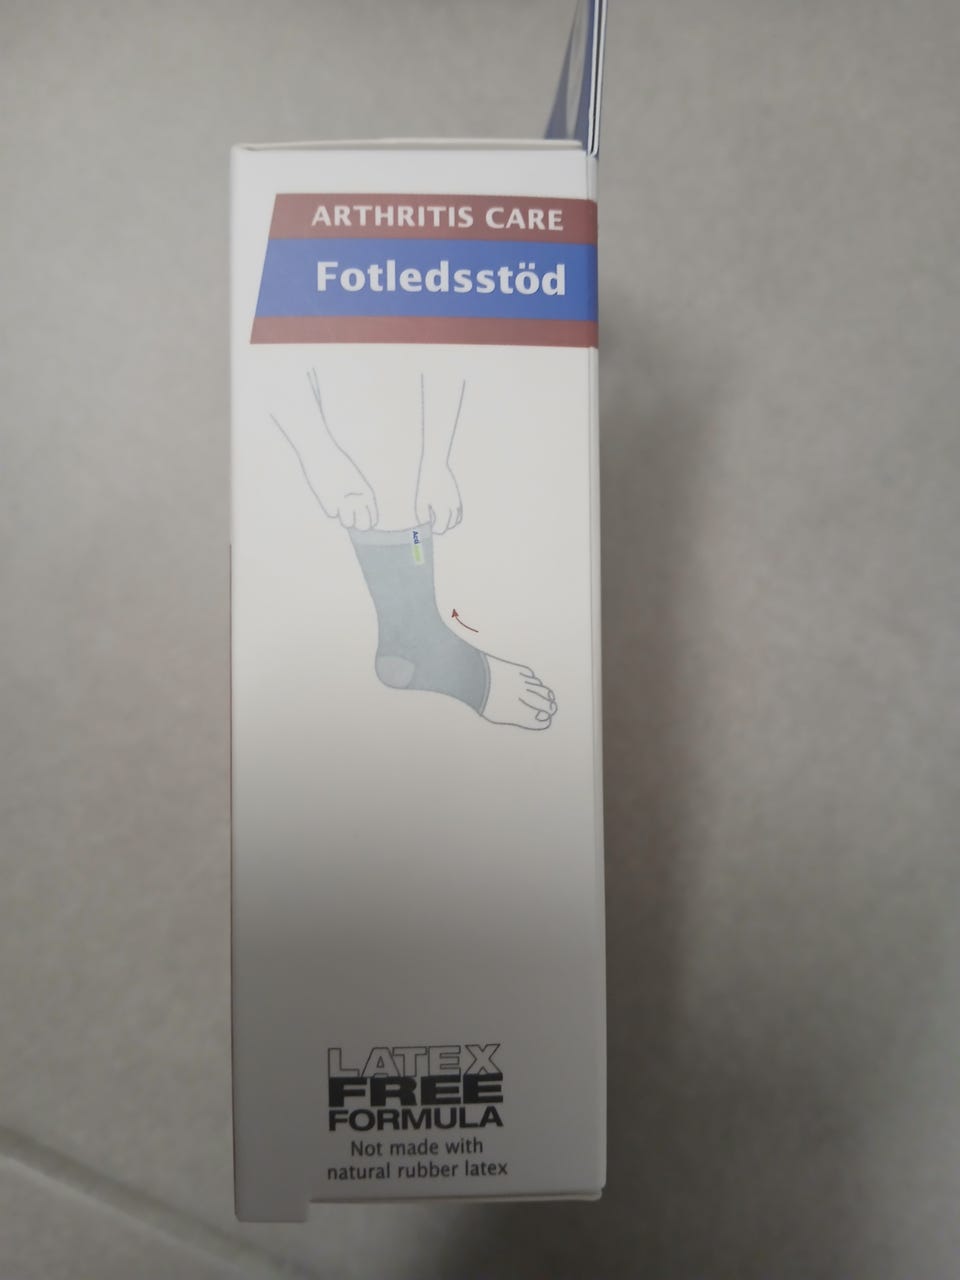 ARTHRITIS CARE
Fotledsstöd
LATEX
FREE
FORMULA
Not made with
natural rubber latex